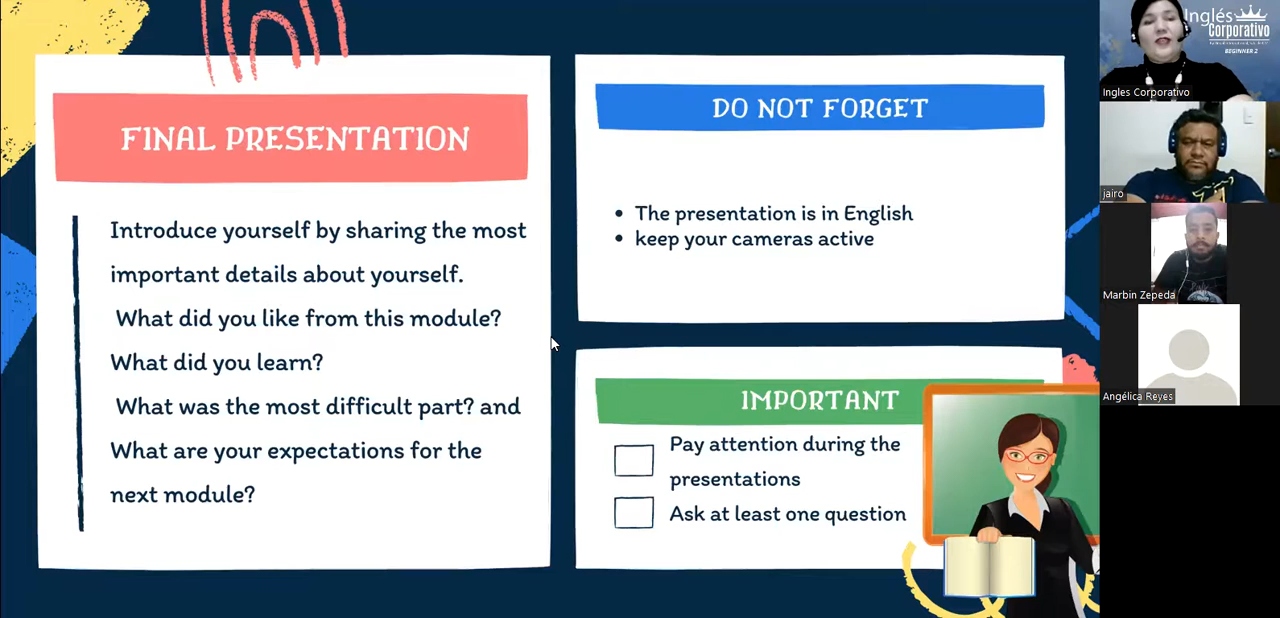 FINAL PRESENTATION
Introduce yourself by sharing the most
important details about yourself.
What did you like from this module?
What did you learn?
What was the most difficult part? and
What are your expectations for the
next module?
DO NOT FORGET
• The presentation is in English
• keep your cameras active
IMPORTANT
Pay attention during the
presentations
Ask at least one question
Inglés
Corporativo
BEGINNER 2
Ingles Corporativo
jairo
Marbin Zepeda
Angélica Reyes